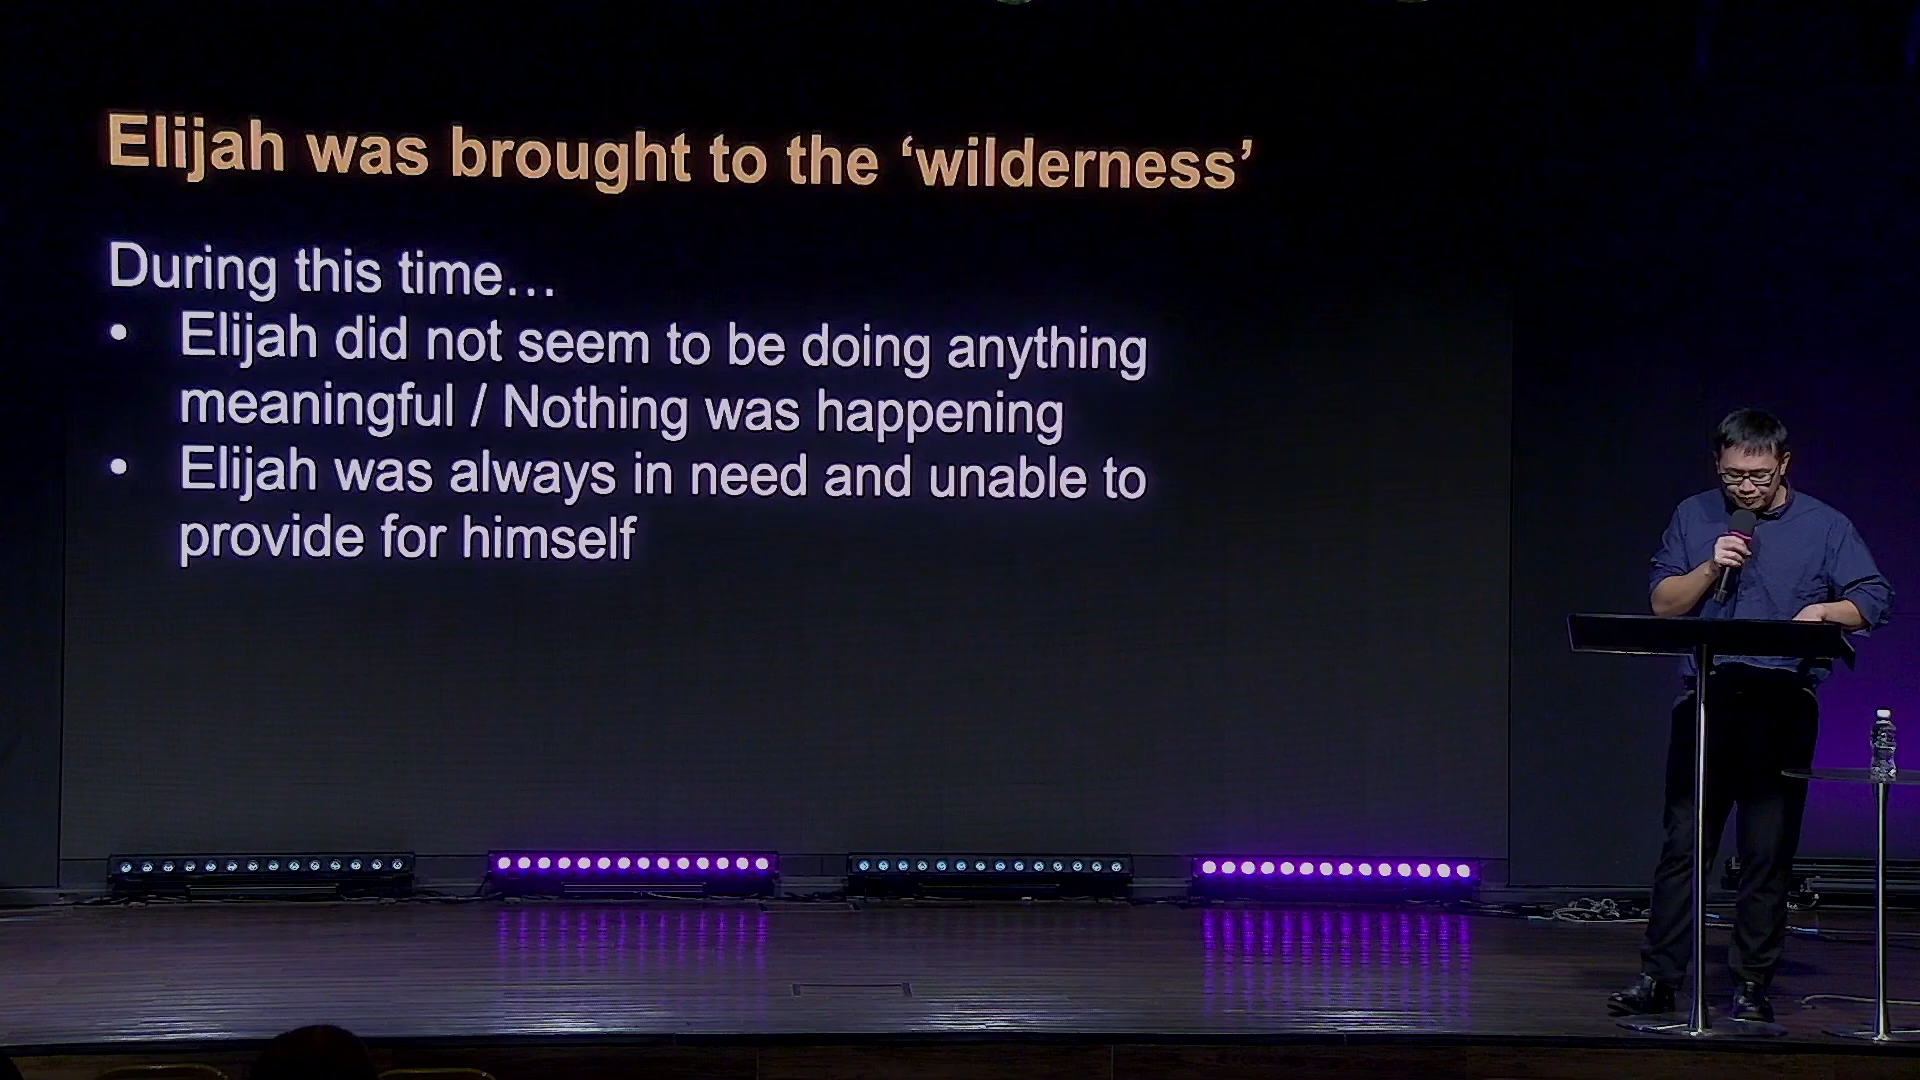 Elijah was brought to the ‘wilderness’
During this time…
• Elijah did not seem to be doing anything
meaningful / Nothing was happening
• Elijah was always in need and unable to
provide for himself